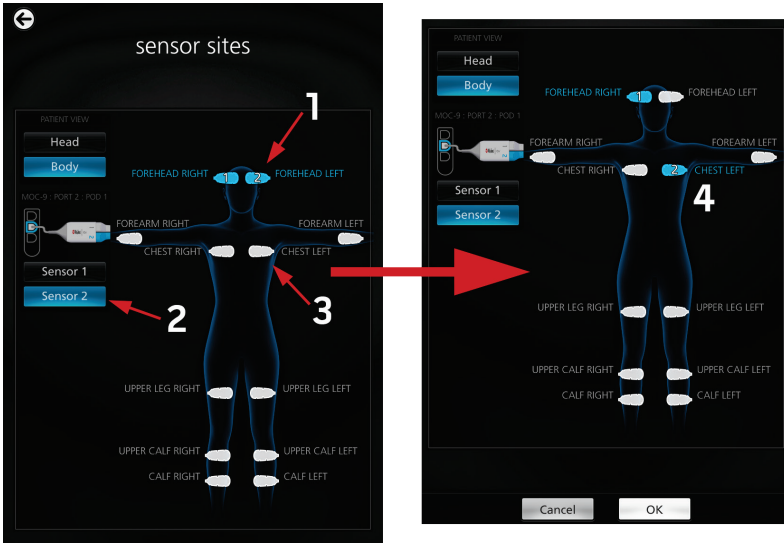 sensor sites
PATIENT VIEW
Head
Body
MOC-9 : PORT 2 : POD 1
Sensor 1
Sensor 2
1
FOREHEAD RIGHT 1 2 FOREHEAD LEFT
FOREARM RIGHT FOREARM LEFT
CHEST RIGHT CHEST LEFT
2
3
UPPER LEG RIGHT UPPER LEG LEFT
UPPER CALF RIGHT UPPER CALF LEFT
CALF RIGHT CALF LEFT
PATIENT VIEW
Head
Body
MOC-9 : PORT 2 : POD 1
Sensor 1
Sensor 2
FOREHEAD RIGHT 1 FOREHEAD LEFT
FOREARM RIGHT FOREARM LEFT
CHEST RIGHT 2 CHEST LEFT
4
UPPER LEG RIGHT UPPER LEG LEFT
UPPER CALF RIGHT UPPER CALF LEFT
CALF RIGHT CALF LEFT
Cancel OK